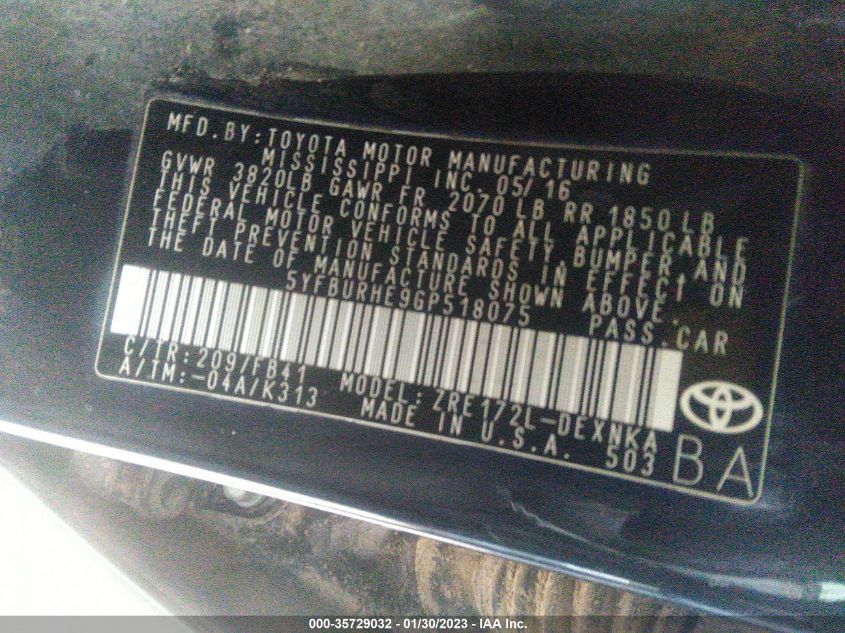 MFD.BY:TOYOTA MOTOR MANUFACTURING
MISSISSIPPI INC. 05/16
GVWR 3820LB GAWR FR 2070LB RR 1850LB
THIS VEHICLE CONFORMS TO ALL APPLICABLE
FEDERAL MOTOR VEHICLE SAFETY, BUMPER, AND
THEFT PREVENTION STANDARDS IN EFFECT ON
THE DATE OF MANUFACTURE SHOWN ABOVE.
5YFBURHE9GP518075 PASS.CAR
C/TR:209/FB41 MODEL:ZRE172L-DEXNKA
A/TM:-04A/K313 MADE IN U.S.A. 503
BA
000-35729032 - 01/30/2023 - IAA Inc.